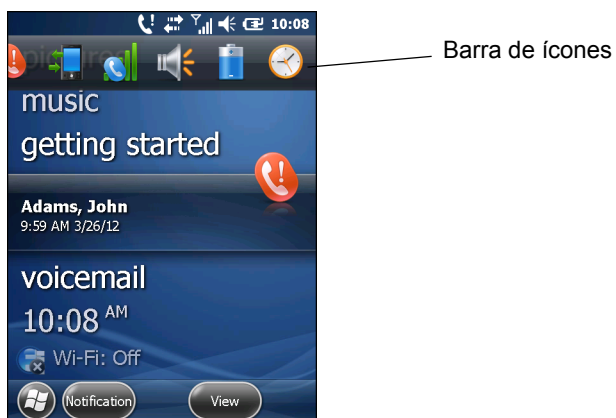 10:08
pictures
Barra de ícones
music
getting started
Adams, John
9:59 AM 3/26/12
voicemail
10:08 AM
Wi-Fi: Off
Notification
View